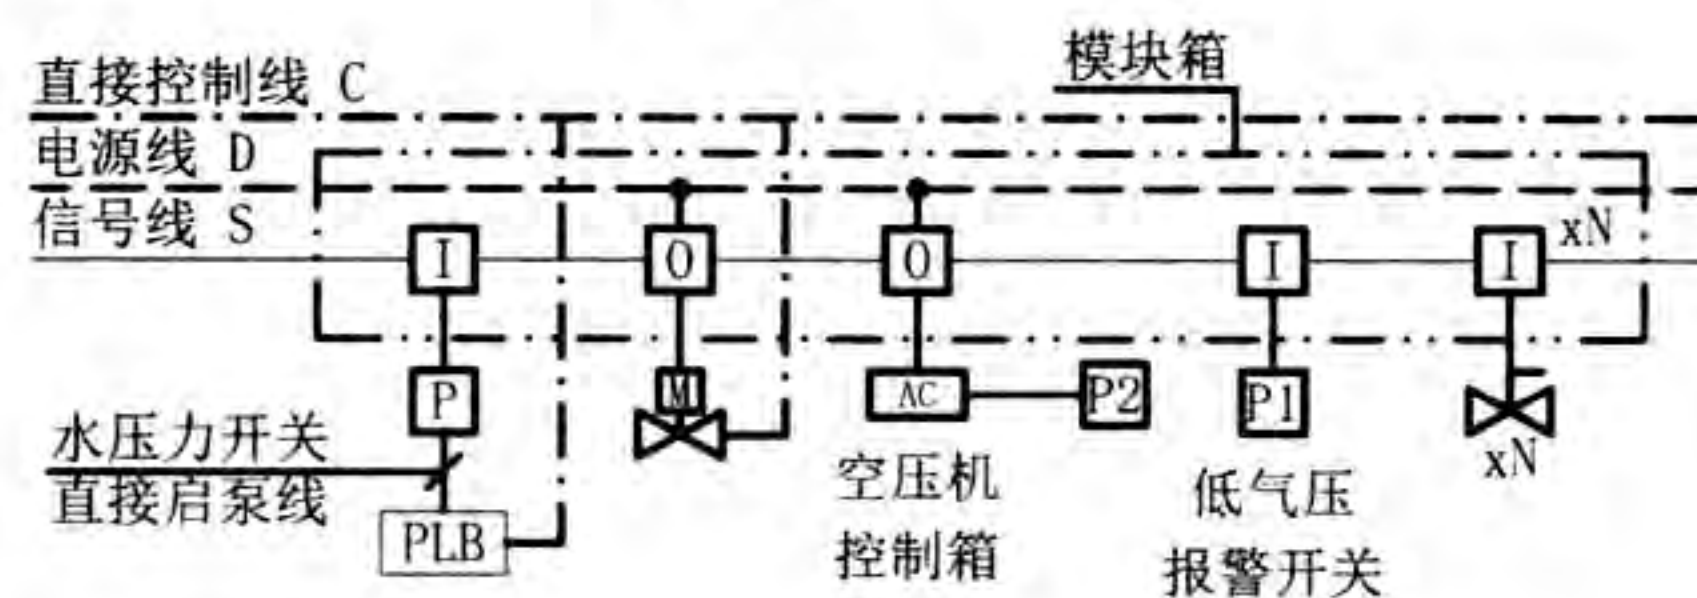 模块箱
直接控制线 C
电源线 D
信号线 S
I
O
O
I
I
xN
P
M
AC
P2
P1
xN
水压力开关
直接启泵线
PLB
空压机
控制箱
低气压
报警开关